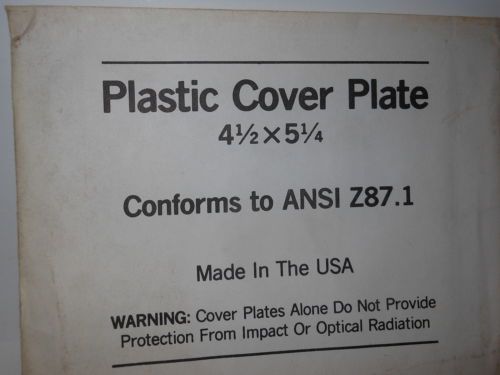 Plastic Cover Plate
4½×5¼
Conforms to ANSI Z87.1
Made In The USA
WARNING: Cover Plates Alone Do Not Provide
Protection From Impact Or Optical Radiation